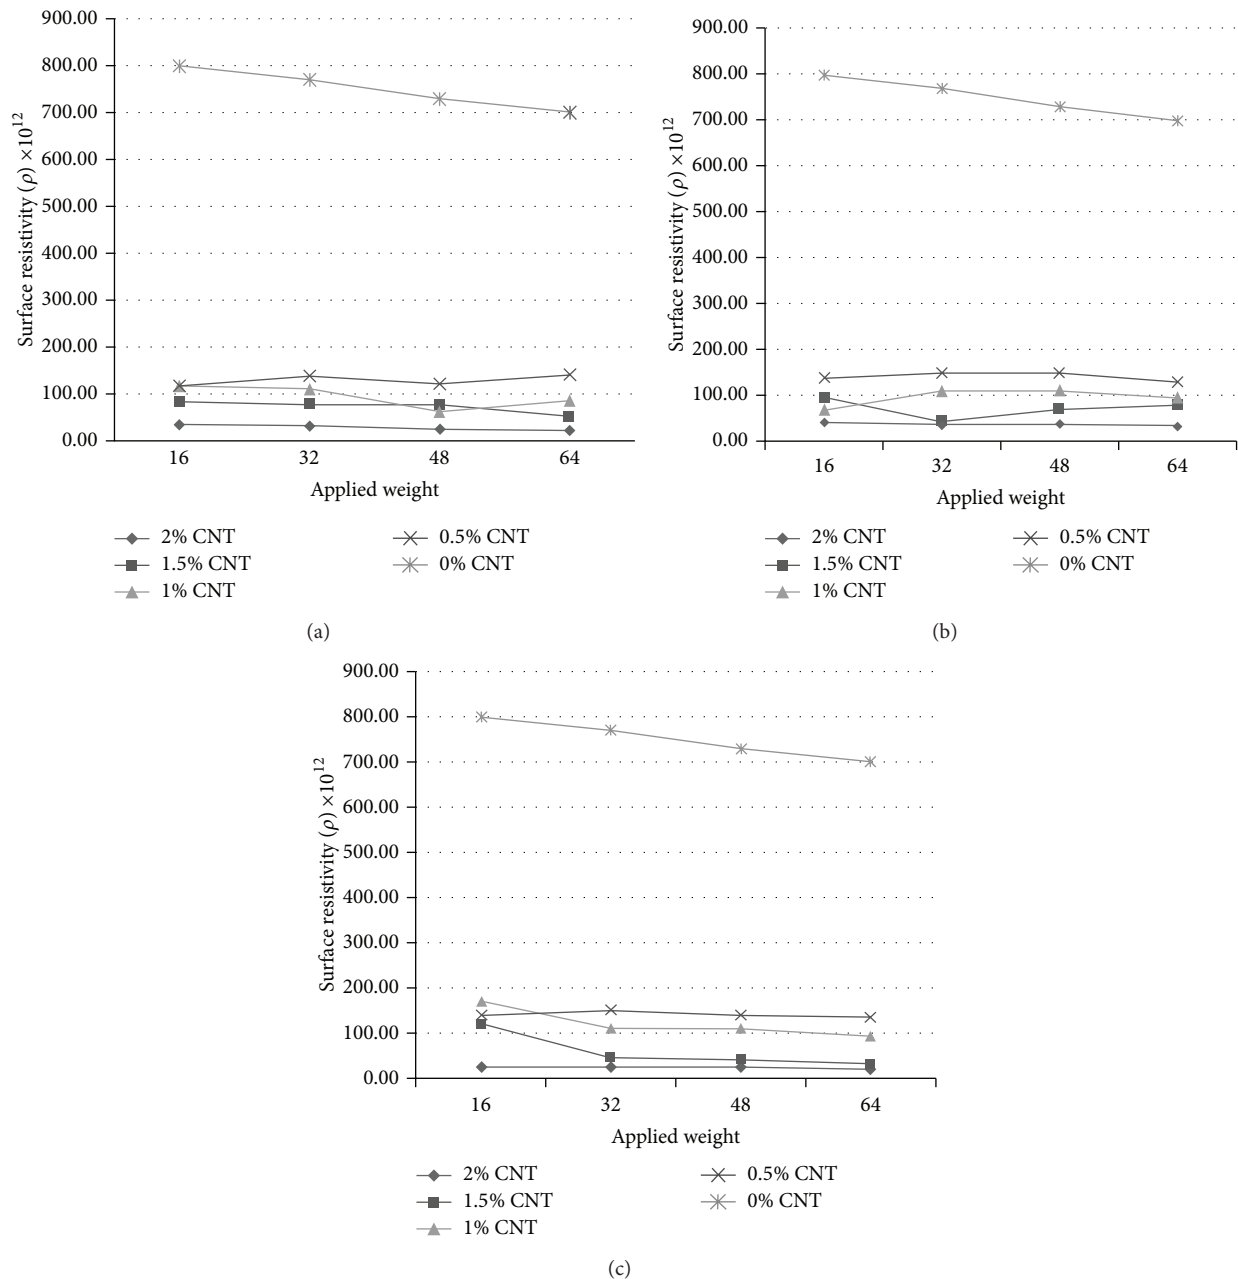 900.00
800.00
700.00
600.00
500.00
400.00
300.00
200.00
100.00
0.00
Surface resistivity (ρ) ×10¹²
16 32 48 64
Applied weight
2% CNT
1.5% CNT
1% CNT
0.5% CNT
0% CNT
(a)
900.00
800.00
700.00
600.00
500.00
400.00
300.00
200.00
100.00
0.00
Surface resistivity (ρ) ×10¹²
16 32 48 64
Applied weight
2% CNT
1.5% CNT
1% CNT
0.5% CNT
0% CNT
(b)
900.00
800.00
700.00
600.00
500.00
400.00
300.00
200.00
100.00
0.00
Surface resistivity (ρ) ×10¹²
16 32 48 64
Applied weight
2% CNT
1.5% CNT
1% CNT
0.5% CNT
0% CNT
(c)